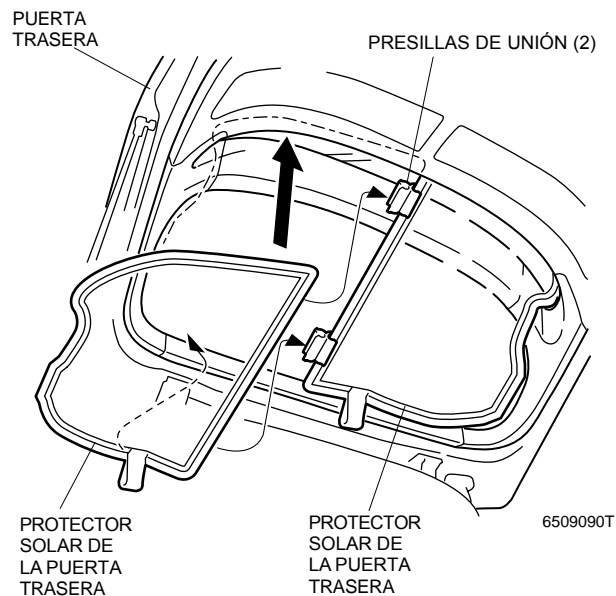 PUERTA
TRASERA
PRESILLAS DE UNIÓN (2)
PROTECTOR
SOLAR DE
LA PUERTA
TRASERA
PROTECTOR
SOLAR DE
LA PUERTA
TRASERA
6509090T